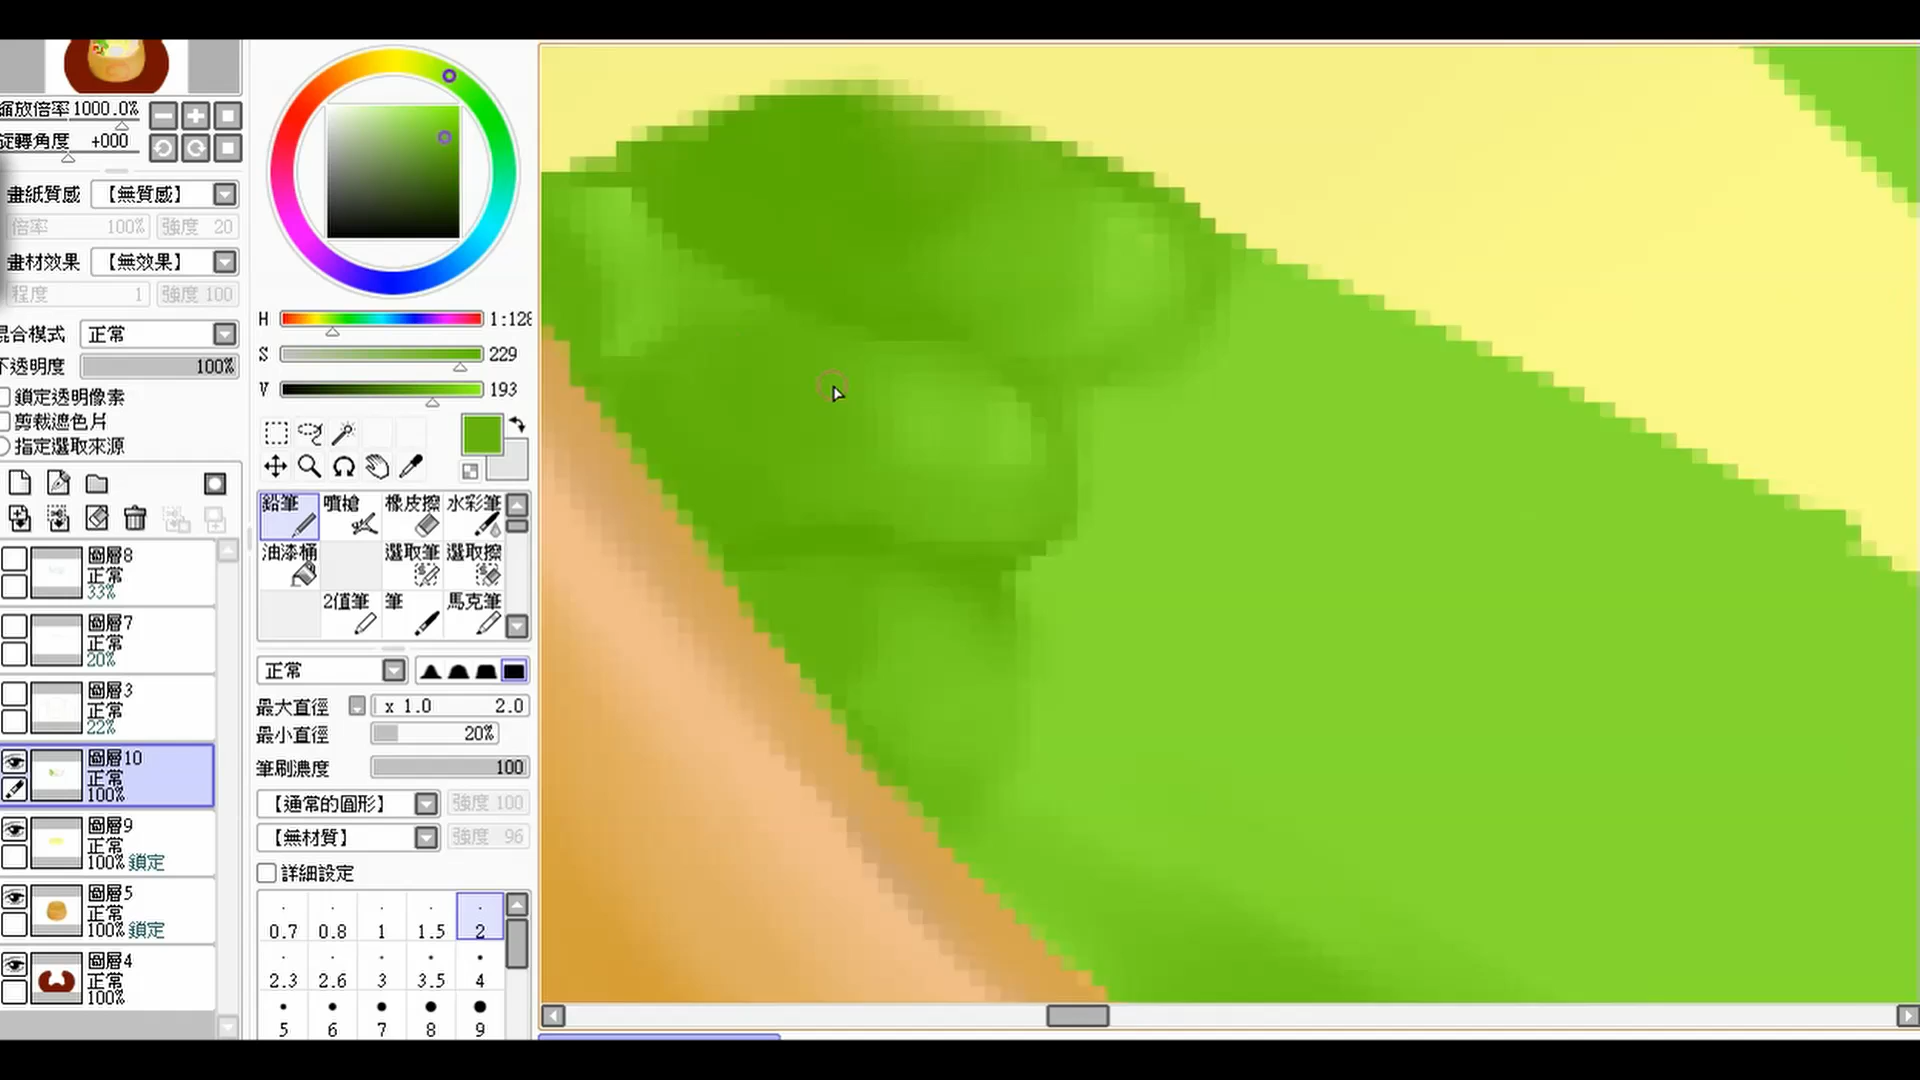 縮放倍率 1000.0%
旋轉角度 +000
畫紙質感 【無質感】
倍率 100% 強度 20
畫材效果 【無效果】
程度 1 強度 100
混合模式 正常
不透明度 100%
鎖定透明像素
剪裁遮色片
指定選取來源
圖層8
正常
33%
圖層7
正常
20%
圖層3
正常
22%
圖層10
正常
100%
圖層9
正常
100% 鎖定
圖層5
正常
100% 鎖定
圖層4
正常
100%
H 1:128
S 229
V 193
鉛筆 噴槍 橡皮擦 水彩筆
油漆桶 選取筆 選取擦
2值筆 筆 馬克筆
正常
最大直徑 x 1.0 2.0
最小直徑 20%
筆刷濃度 100
【通常的圓形】 強度 100
【無材質】 強度 96
詳細設定
0.7 0.8 1 1.5 2
2.3 2.6 3 3.5 4
5 6 7 8 9